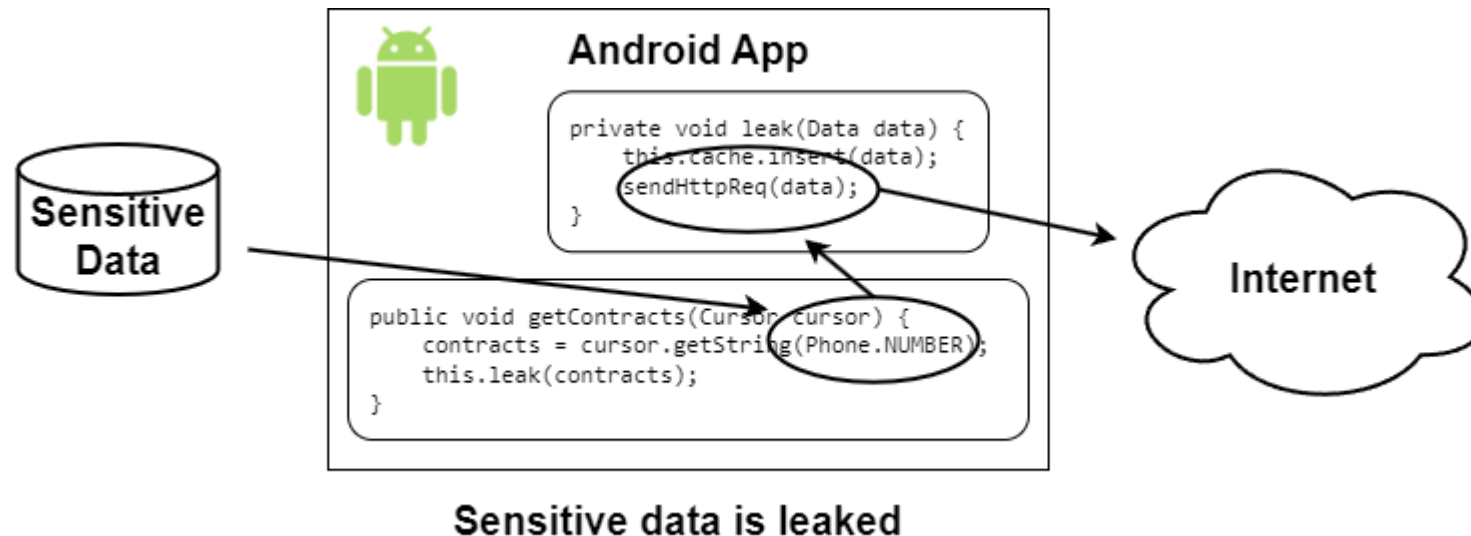 Android App
private void leak(Data data) {
    this.cache.insert(data);
    sendHttpReq(data);
}
Sensitive
Data
Internet
public void getContracts(Cursor cursor) {
    contracts = cursor.getString(Phone.NUMBER);
    this.leak(contracts);
}
Sensitive data is leaked